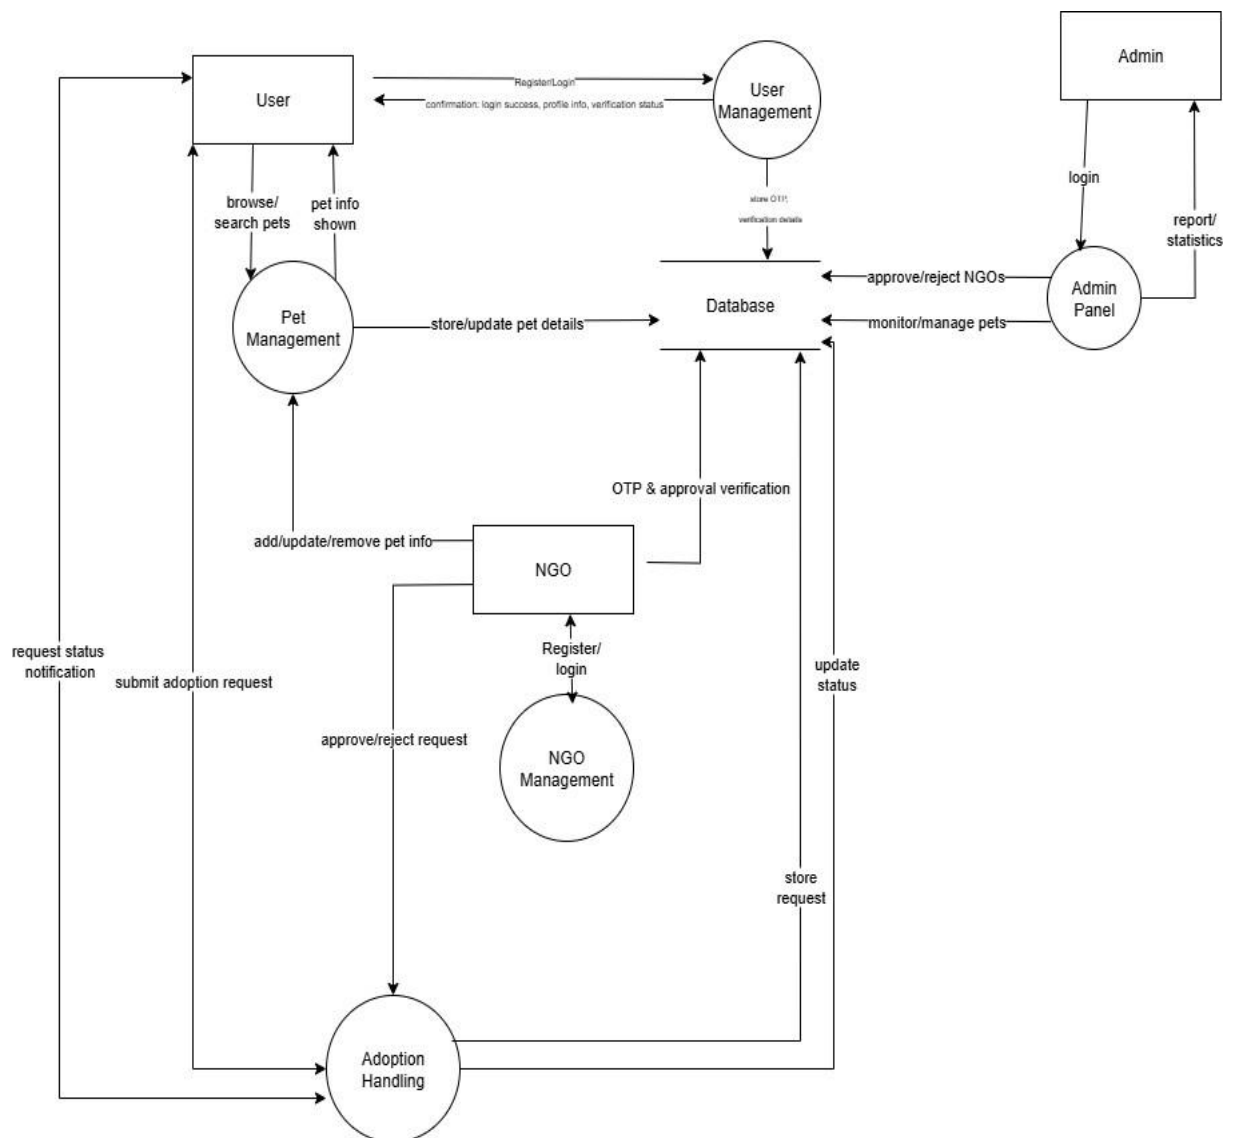 Admin
User
Register/Login
confirmation: login success, profile info, verification status
User
Management
browse/
search pets
pet info
shown
store OTP,
verification details
login
report/
statistics
Pet
Management
store/update pet details
Database
approve/reject NGOs
monitor/manage pets
Admin
Panel
OTP & approval verification
add/update/remove pet info
NGO
Register/
login
request status
notification
submit adoption request
approve/reject request
update
status
NGO
Management
store
request
Adoption
Handling